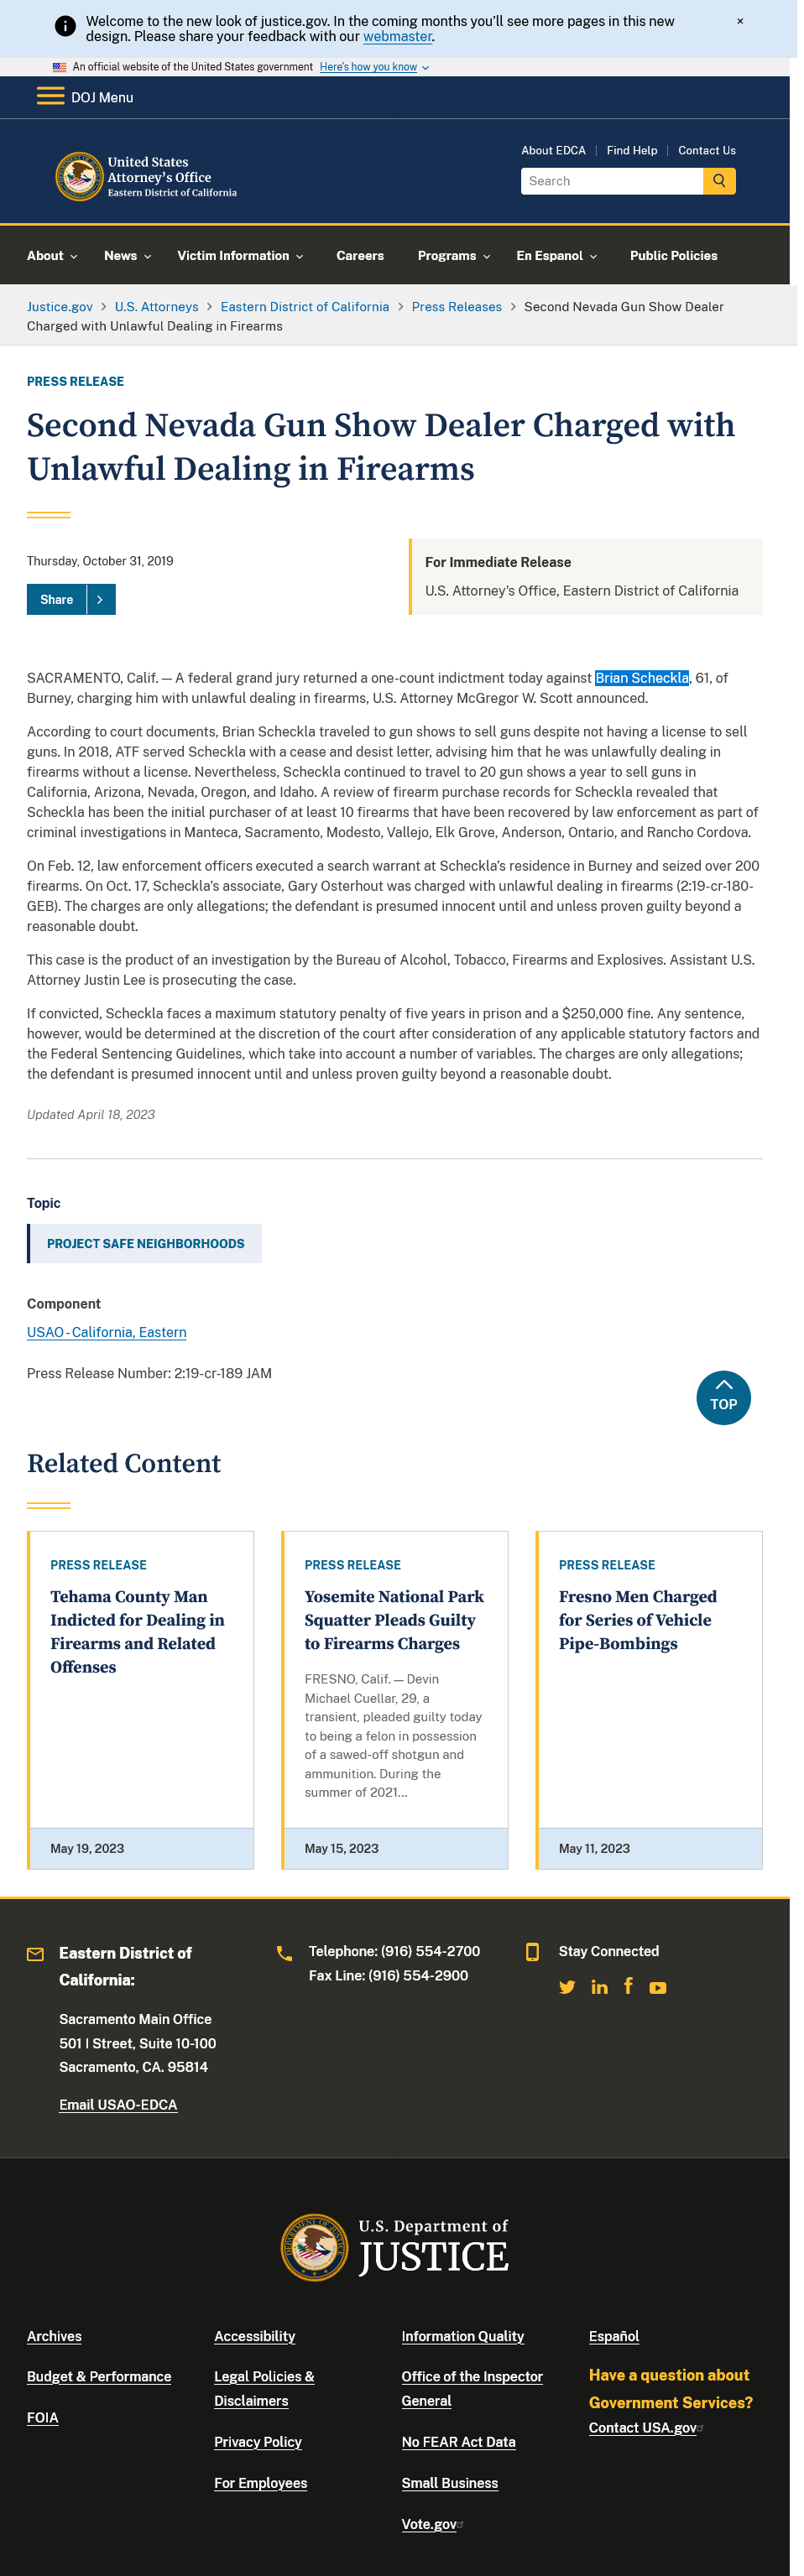 Welcome to the new look of justice.gov. In the coming months you'll see more pages in this new
design. Please share your feedback with our webmaster.
×
An official website of the United States government Here's how you know
DOJ Menu
About EDCA | Find Help | Contact Us
United States
Attorney's Office
Eastern District of California
Search
About News Victim Information Careers Programs En Espanol Public Policies
Justice.gov > U.S. Attorneys > Eastern District of California > Press Releases > Second Nevada Gun Show Dealer
Charged with Unlawful Dealing in Firearms
PRESS RELEASE
Second Nevada Gun Show Dealer Charged with
Unlawful Dealing in Firearms
Thursday, October 31, 2019
Share >
For Immediate Release
U.S. Attorney's Office, Eastern District of California
SACRAMENTO, Calif. — A federal grand jury returned a one-count indictment today against Brian Scheckla, 61, of
Burney, charging him with unlawful dealing in firearms, U.S. Attorney McGregor W. Scott announced.
According to court documents, Brian Scheckla traveled to gun shows to sell guns despite not having a license to sell
guns. In 2018, ATF served Scheckla with a cease and desist letter, advising him that he was unlawfully dealing in
firearms without a license. Nevertheless, Scheckla continued to travel to 20 gun shows a year to sell guns in
California, Arizona, Nevada, Oregon, and Idaho. A review of firearm purchase records for Scheckla revealed that
Scheckla has been the initial purchaser of at least 10 firearms that have been recovered by law enforcement as part of
criminal investigations in Manteca, Sacramento, Modesto, Vallejo, Elk Grove, Anderson, Ontario, and Rancho Cordova.
On Feb. 12, law enforcement officers executed a search warrant at Scheckla's residence in Burney and seized over 200
firearms. On Oct. 17, Scheckla's associate, Gary Osterhout was charged with unlawful dealing in firearms (2:19-cr-180-
GEB). The charges are only allegations; the defendant is presumed innocent until and unless proven guilty beyond a
reasonable doubt.
This case is the product of an investigation by the Bureau of Alcohol, Tobacco, Firearms and Explosives. Assistant U.S.
Attorney Justin Lee is prosecuting the case.
If convicted, Scheckla faces a maximum statutory penalty of five years in prison and a $250,000 fine. Any sentence,
however, would be determined at the discretion of the court after consideration of any applicable statutory factors and
the Federal Sentencing Guidelines, which take into account a number of variables. The charges are only allegations;
the defendant is presumed innocent until and unless proven guilty beyond a reasonable doubt.
Updated April 18, 2023
Topic
PROJECT SAFE NEIGHBORHOODS
Component
USAO - California, Eastern
Press Release Number: 2:19-cr-189 JAM
TOP
Related Content
PRESS RELEASE
Tehama County Man
Indicted for Dealing in
Firearms and Related
Offenses
May 19, 2023
PRESS RELEASE
Yosemite National Park
Squatter Pleads Guilty
to Firearms Charges
FRESNO, Calif. — Devin
Michael Cuellar, 29, a
transient, pleaded guilty today
to being a felon in possession
of a sawed-off shotgun and
ammunition. During the
summer of 2021...
May 15, 2023
PRESS RELEASE
Fresno Men Charged
for Series of Vehicle
Pipe-Bombings
May 11, 2023
Eastern District of
California:
Sacramento Main Office
501 I Street, Suite 10-100
Sacramento, CA. 95814
Email USAO-EDCA
Telephone: (916) 554-2700
Fax Line: (916) 554-2900
Stay Connected
U.S. Department of
JUSTICE
Archives
Budget & Performance
FOIA
Accessibility
Legal Policies &
Disclaimers
Privacy Policy
For Employees
Information Quality
Office of the Inspector
General
No FEAR Act Data
Small Business
Vote.gov
Español
Have a question about
Government Services?
Contact USA.gov